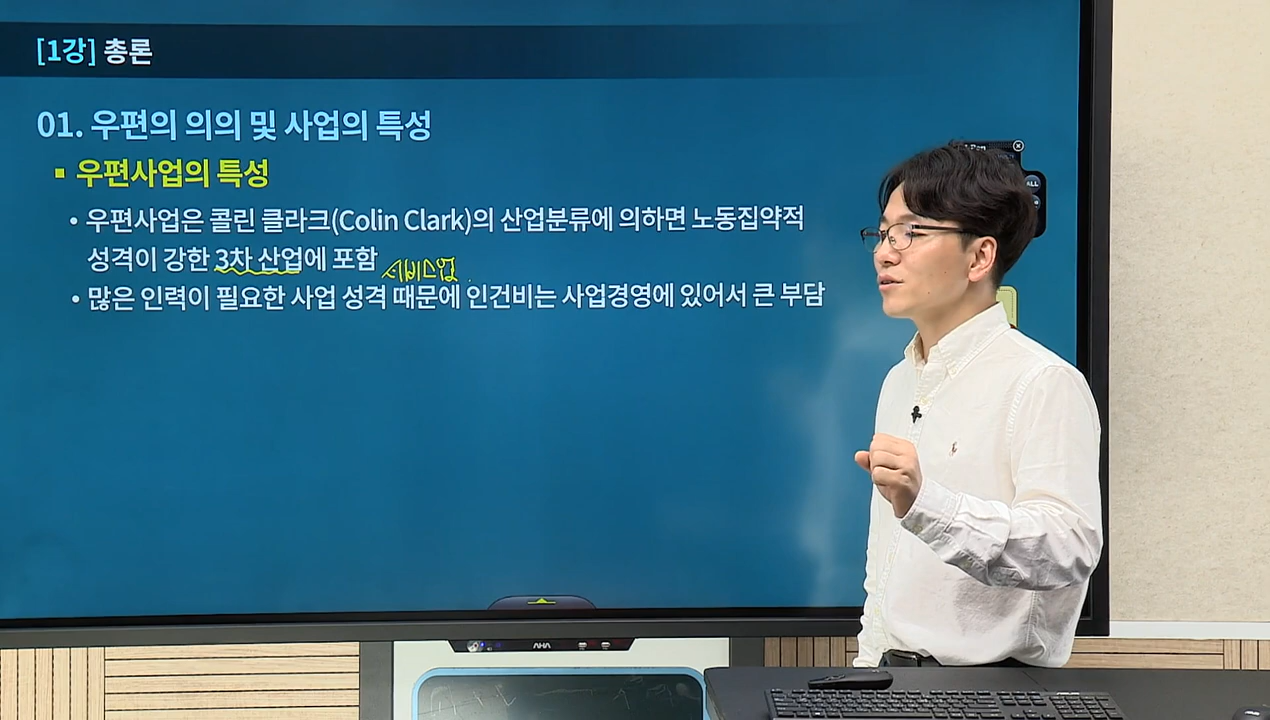 [1강] 총론
01. 우편의 의의 및 사업의 특성
▪ 우편사업의 특성
• 우편사업은 콜린 클라크(Colin Clark)의 산업분류에 의하면 노동집약적
성격이 강한 3차 산업에 포함
서비스업
• 많은 인력이 필요한 사업 성격 때문에 인건비는 사업경영에 있어서 큰 부담
ALL
AHA